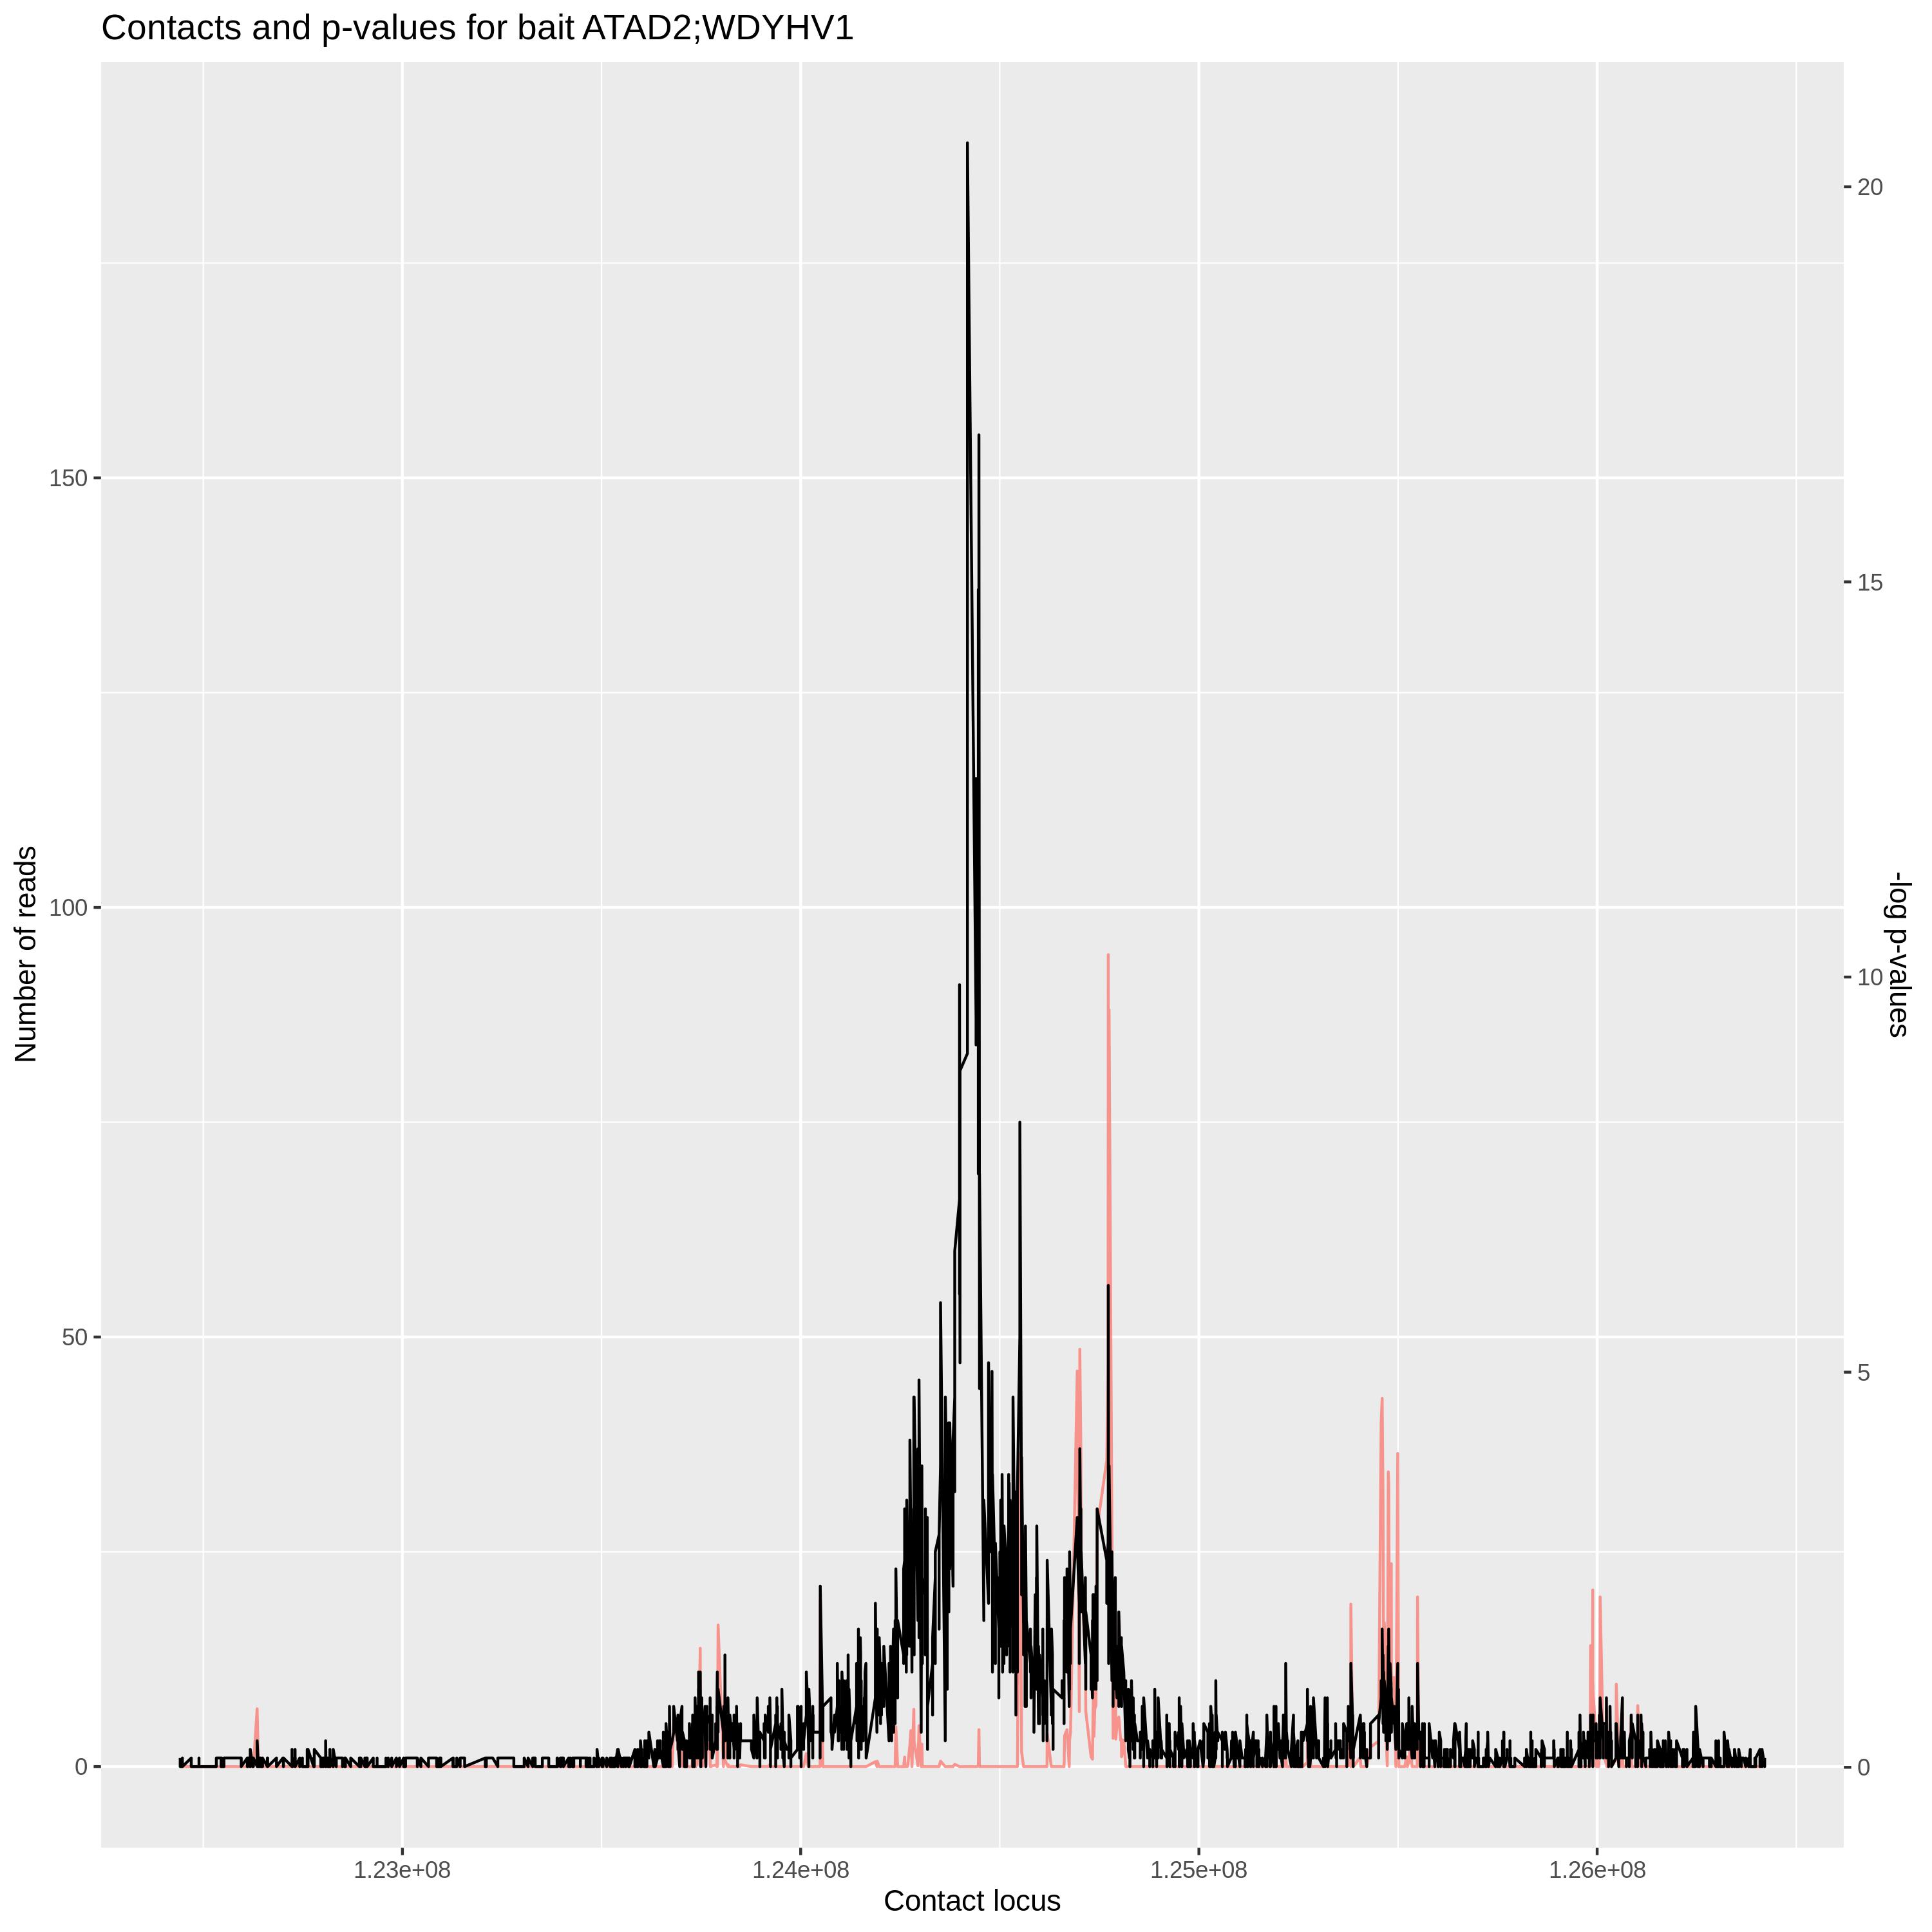 Contacts and p-values for bait ATAD2;WDYHV1
Number of reads
150
100
50
0
20
15
10
5
0
-log p-values
1.23e+08
1.24e+08
1.25e+08
1.26e+08
Contact locus